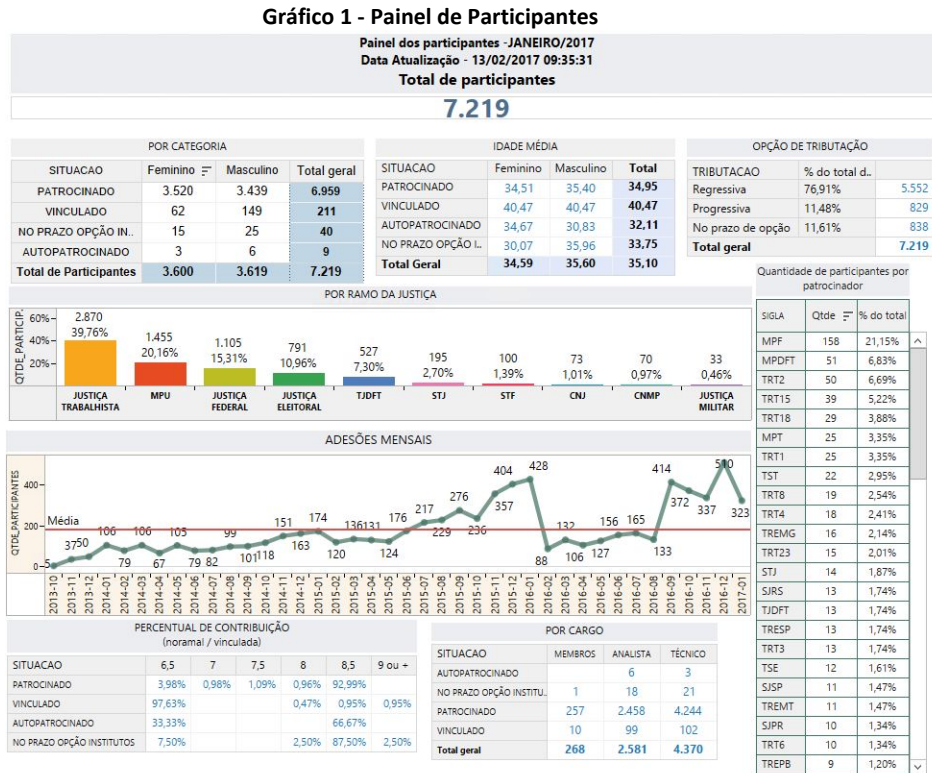 Gráfico 1 - Painel de Participantes
Painel dos participantes -JANEIRO/2017
Data Atualização - 13/02/2017 09:35:31
Total de participantes
7.219
POR CATEGORIA
SITUACAO Feminino Masculino Total geral
PATROCINADO 3.520 3.439 6.959
VINCULADO 62 149 211
NO PRAZO OPÇÃO IN.. 15 25 40
AUTOPATROCINADO 3 6 9
Total de Participantes 3.600 3.619 7.219
IDADE MÉDIA
SITUACAO Feminino Masculino Total
PATROCINADO 34,51 35,40 34,95
VINCULADO 40,47 40,47 40,47
AUTOPATROCINADO 34,67 30,83 32,11
NO PRAZO OPÇÃO I.. 30,07 35,96 33,75
Total Geral 34,59 35,60 35,10
OPÇÃO DE TRIBUTAÇÃO
TRIBUTACAO % do total d..
Regressiva 76,91% 5.552
Progressiva 11,48% 829
No prazo de opção 11,61% 838
Total geral 7.219
POR RAMO DA JUSTIÇA
QTDE_PARTICIP.
60%
40%
20%
2.870 1.455 1.105 791 527 195 100 73 70 33
39,76% 20,16% 15,31% 10,96% 7,30% 2,70% 1,39% 1,01% 0,97% 0,46%
JUSTIÇA TRABALHISTA MPU JUSTIÇA FEDERAL JUSTIÇA ELEITORAL TJDFT STJ STF CNJ CNMP JUSTIÇA MILITAR
ADESÕES MENSAIS
QTDE_PARTICIPANTES
400
200
0
Média
5 37 50 106 79 106 67 105 79 82 99 101 118 151 163 174 120 136 131 124 176 217 229 276 236 357 404 428 88 132 106 127 156 165 133 414 372 337 510 323
2013-10 2013-11 2013-12 2014-01 2014-02 2014-03 2014-04 2014-05 2014-06 2014-07 2014-08 2014-09 2014-10 2014-11 2014-12 2015-01 2015-02 2015-03 2015-04 2015-05 2015-06 2015-07 2015-08 2015-09 2015-10 2015-11 2015-12 2016-01 2016-02 2016-03 2016-04 2016-05 2016-06 2016-07 2016-08 2016-09 2016-10 2016-11 2016-12 2017-01
PERCENTUAL DE CONTRIBUIÇÃO
(noramal / vinculada)
SITUACAO 6,5 7 7,5 8 8,5 9 ou +
PATROCINADO 3,98% 0,98% 1,09% 0,96% 92,99%
VINCULADO 97,63% 0,47% 0,95% 0,95%
AUTOPATROCINADO 33,33% 66,67%
NO PRAZO OPÇÃO INSTITUTOS 7,50% 2,50% 87,50% 2,50%
POR CARGO
SITUACAO MEMBROS ANALISTA TÉCNICO
AUTOPATROCINADO 6 3
NO PRAZO OPÇÃO INSTITU.. 1 18 21
PATROCINADO 257 2.458 4.244
VINCULADO 10 99 102
Total geral 268 2.581 4.370
Quantidade de participantes por
patrocinador
SIGLA Qtde % do total
MPF 158 21,15%
MPDFT 51 6,83%
TRT2 50 6,69%
TRT15 39 5,22%
TRT18 29 3,88%
MPT 25 3,35%
TRT1 25 3,35%
TST 22 2,95%
TRT8 19 2,54%
TRT4 18 2,41%
TREMG 16 2,14%
TRT23 15 2,01%
STJ 14 1,87%
SJRS 13 1,74%
TJDFT 13 1,74%
TRESP 13 1,74%
TRT3 13 1,74%
TSE 12 1,61%
SJSP 11 1,47%
TREMT 11 1,47%
SJPR 10 1,34%
TRT6 10 1,34%
TREPB 9 1,20%